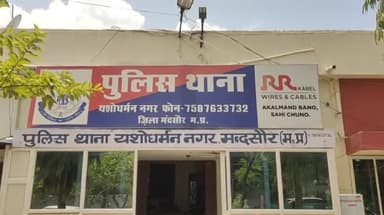 पुलिस थाना
यशोधर्मन नगर फोन-7587633732
ज़िला मंदसौर म.प्र.
RR KABEL
WIRES & CABLES
AKALMAND BANO,
SAHI CHUNO.
पुलिस थाना यशोधर्मन नगर, मन्दसौर (म.प्र)